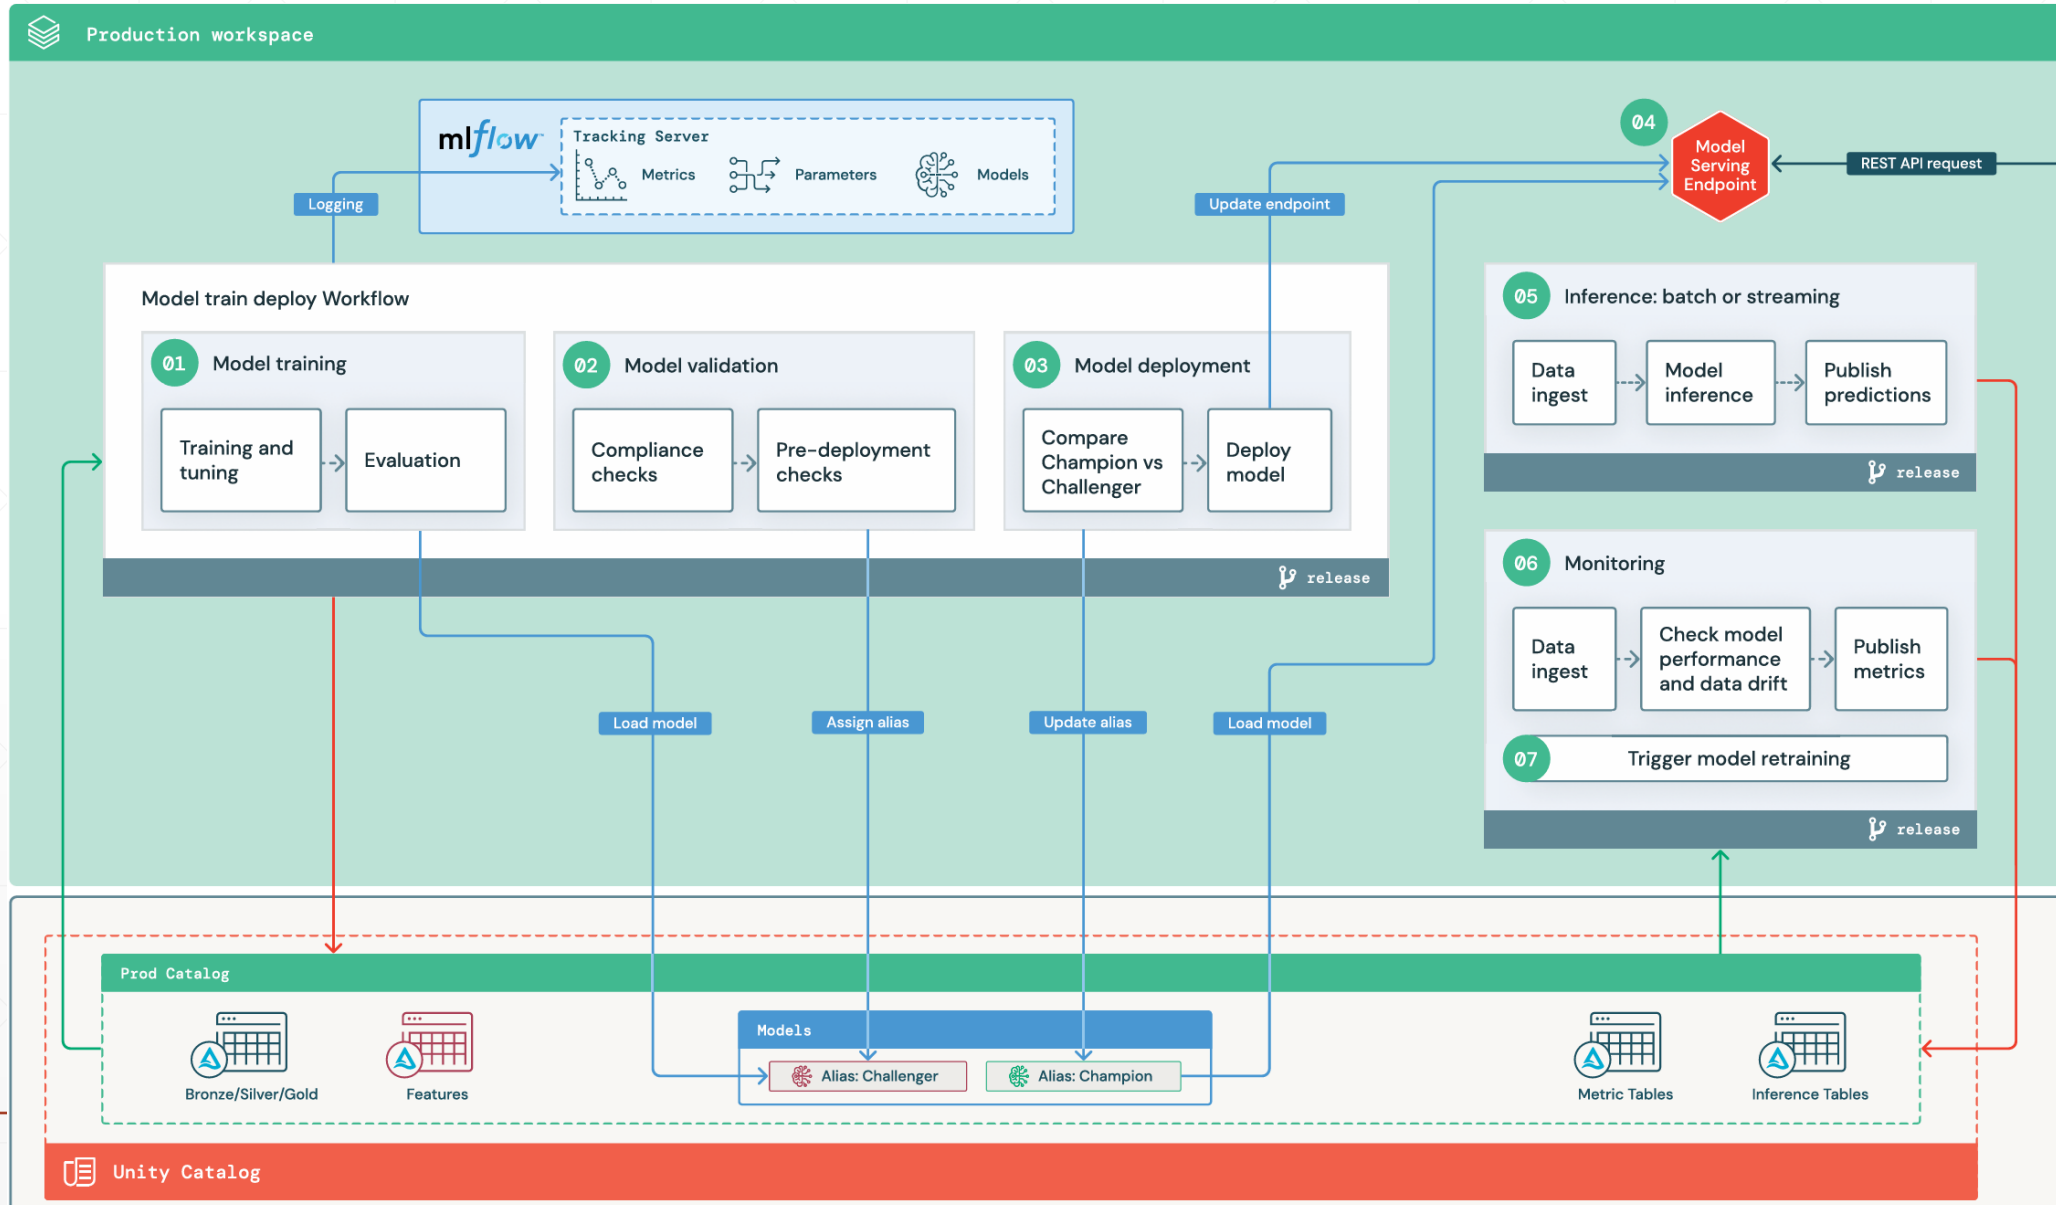 Production workspace
mlflow™
Tracking Server
Metrics
Parameters
Models
Logging
Update endpoint
04
Model
Serving
Endpoint
REST API request
Model train deploy Workflow
01 Model training
Training and
tuning
Evaluation
02 Model validation
Compliance
checks
Pre-deployment
checks
03 Model deployment
Compare
Champion vs
Challenger
Deploy
model
release
05 Inference: batch or streaming
Data
ingest
Model
inference
Publish
predictions
release
06 Monitoring
Data
ingest
Check model
performance
and data drift
Publish
metrics
07 Trigger model retraining
release
Load model
Assign alias
Update alias
Load model
Prod Catalog
Bronze/Silver/Gold
Features
Models
Alias: Challenger
Alias: Champion
Metric Tables
Inference Tables
Unity Catalog